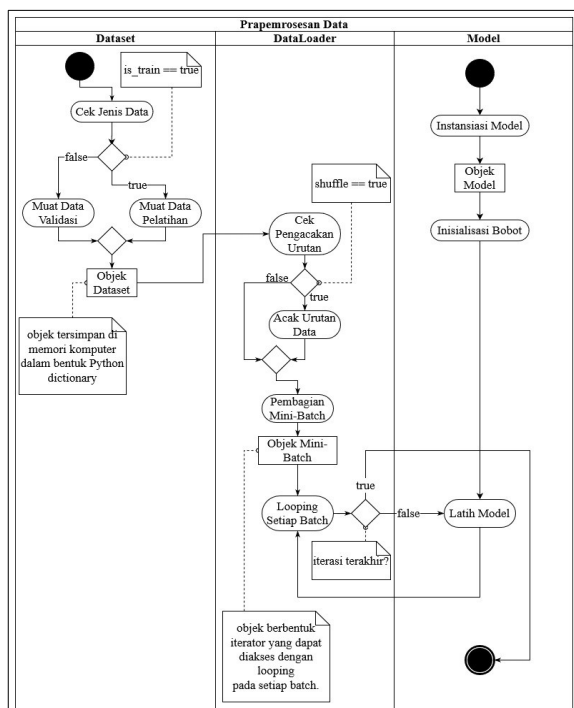 Prapemrosesan Data
Dataset
DataLoader
Model
is_train == true
Cek Jenis Data
false
true
Muat Data
Validasi
Muat Data
Pelatihan
Objek
Dataset
objek tersimpan di
memori komputer
dalam bentuk Python
dictionary
shuffle == true
Cek
Pengacakan
Urutan
false
true
Acak Urutan
Data
Pembagian
Mini-Batch
Objek Mini-
Batch
Looping
Setiap Batch
true
false
iterasi terakhir?
objek berbentuk
iterator yang dapat
diakses dengan
looping
pada setiap batch.
Instansiasi Model
Objek
Model
Inisialisasi Bobot
Latih Model